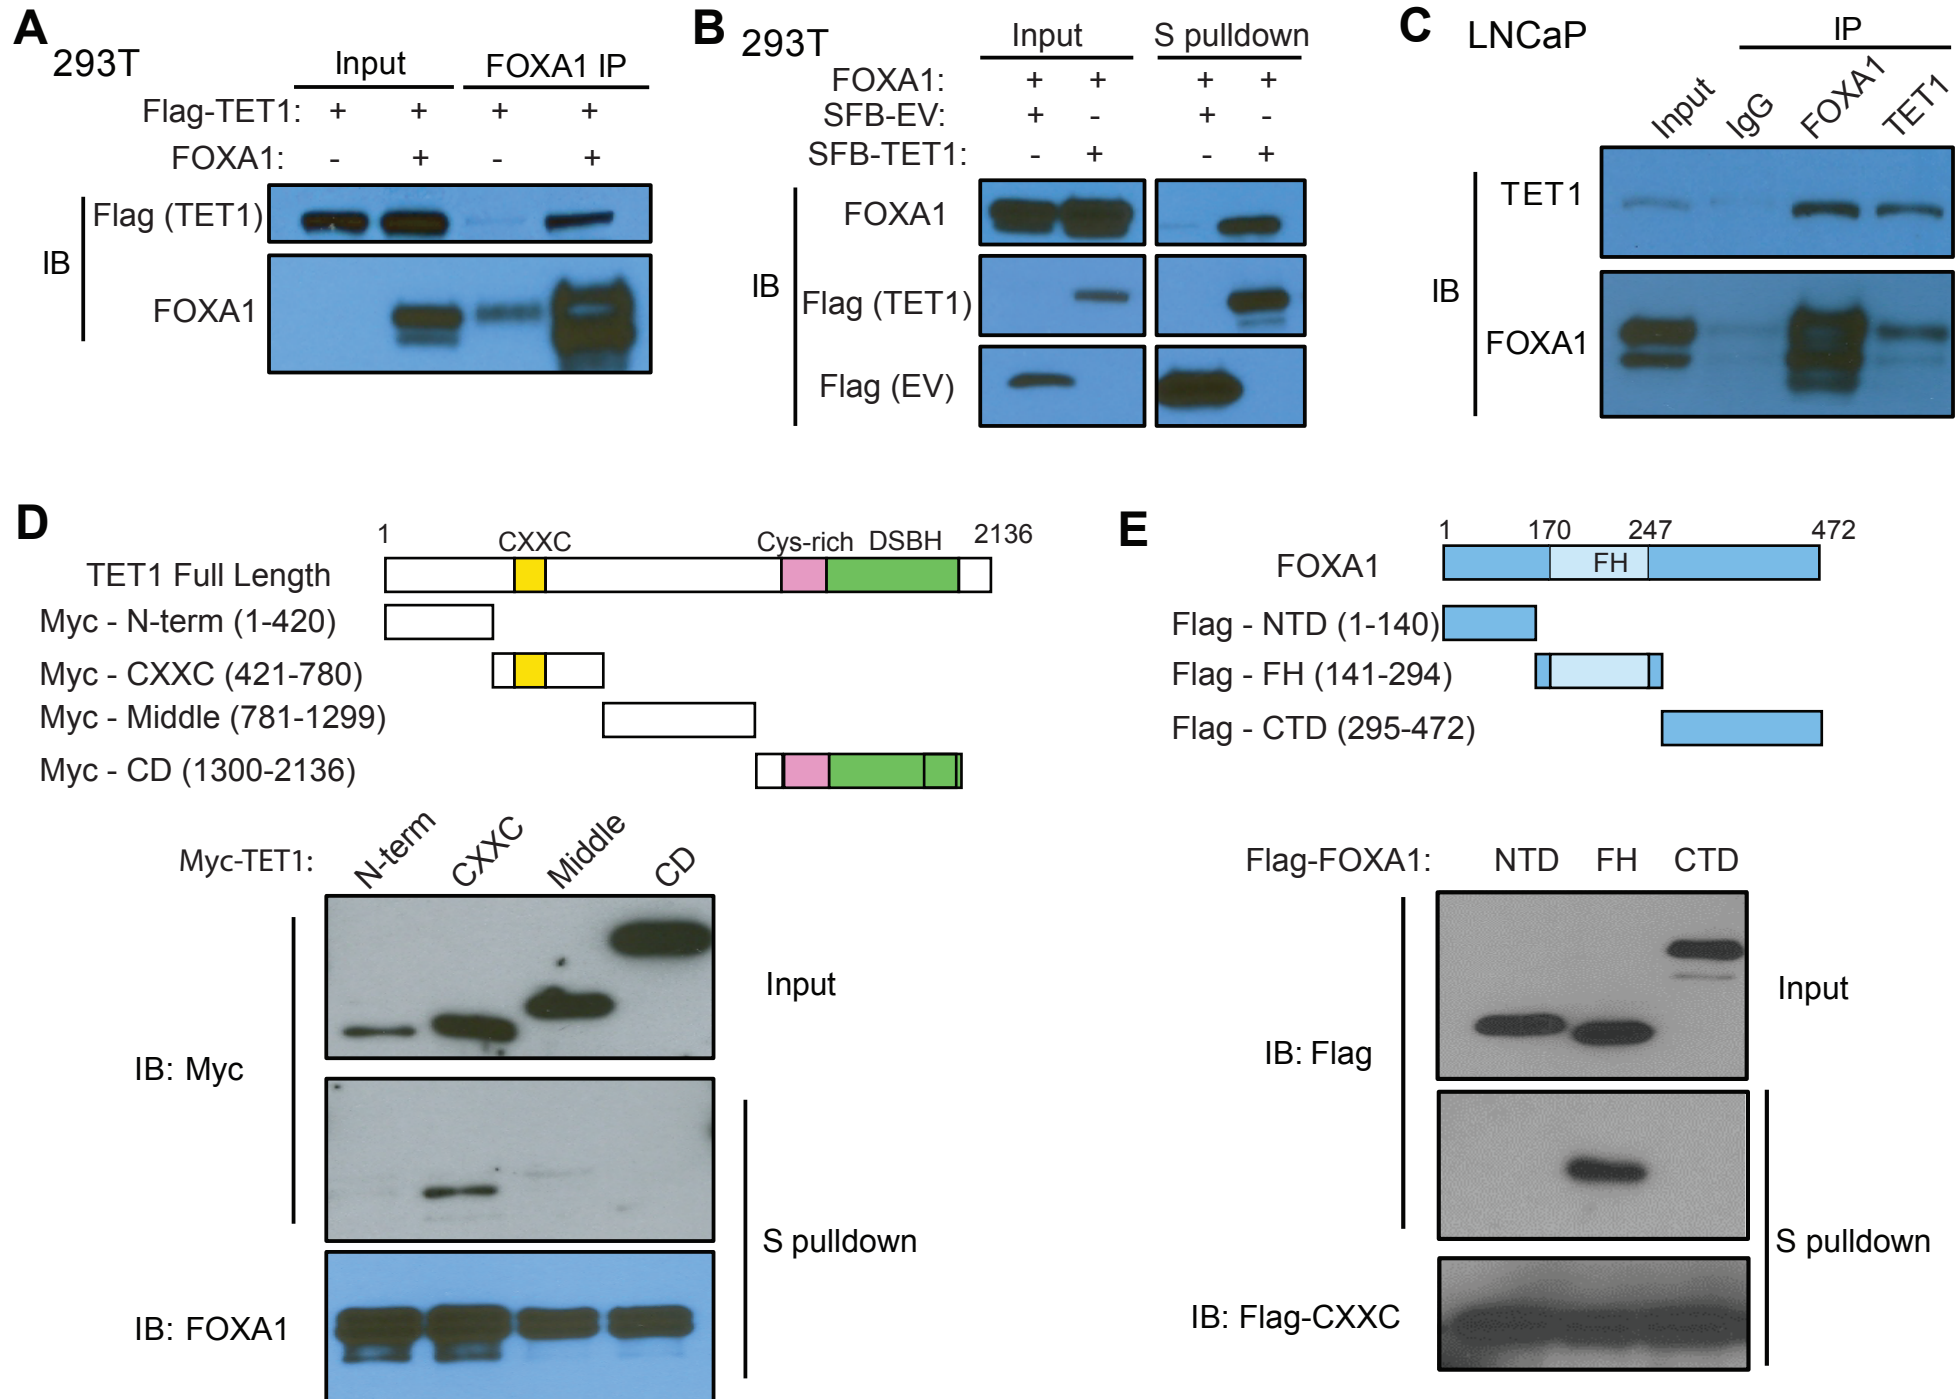 A
293T
Input
FOXA1 IP
Flag-TET1: + + + +
FOXA1: - + - +
IB
Flag (TET1)
FOXA1
B
293T
Input
S pulldown
FOXA1: + + + +
SFB-EV: + - + -
SFB-TET1: - + - +
IB
FOXA1
Flag (TET1)
Flag (EV)
C
LNCaP
IP
Input
IgG
FOXA1
TET1
IB
TET1
FOXA1
D
1
CXXC
Cys-rich
DSBH
2136
TET1 Full Length
Myc - N-term (1-420)
Myc - CXXC (421-780)
Myc - Middle (781-1299)
Myc - CD (1300-2136)
Myc-TET1:
N-term
CXXC
Middle
CD
Input
IB: Myc
S pulldown
IB: FOXA1
E
1 170 247 472
FOXA1
FH
Flag - NTD (1-140)
Flag - FH (141-294)
Flag - CTD (295-472)
Flag-FOXA1: NTD FH CTD
Input
IB: Flag
S pulldown
IB: Flag-CXXC